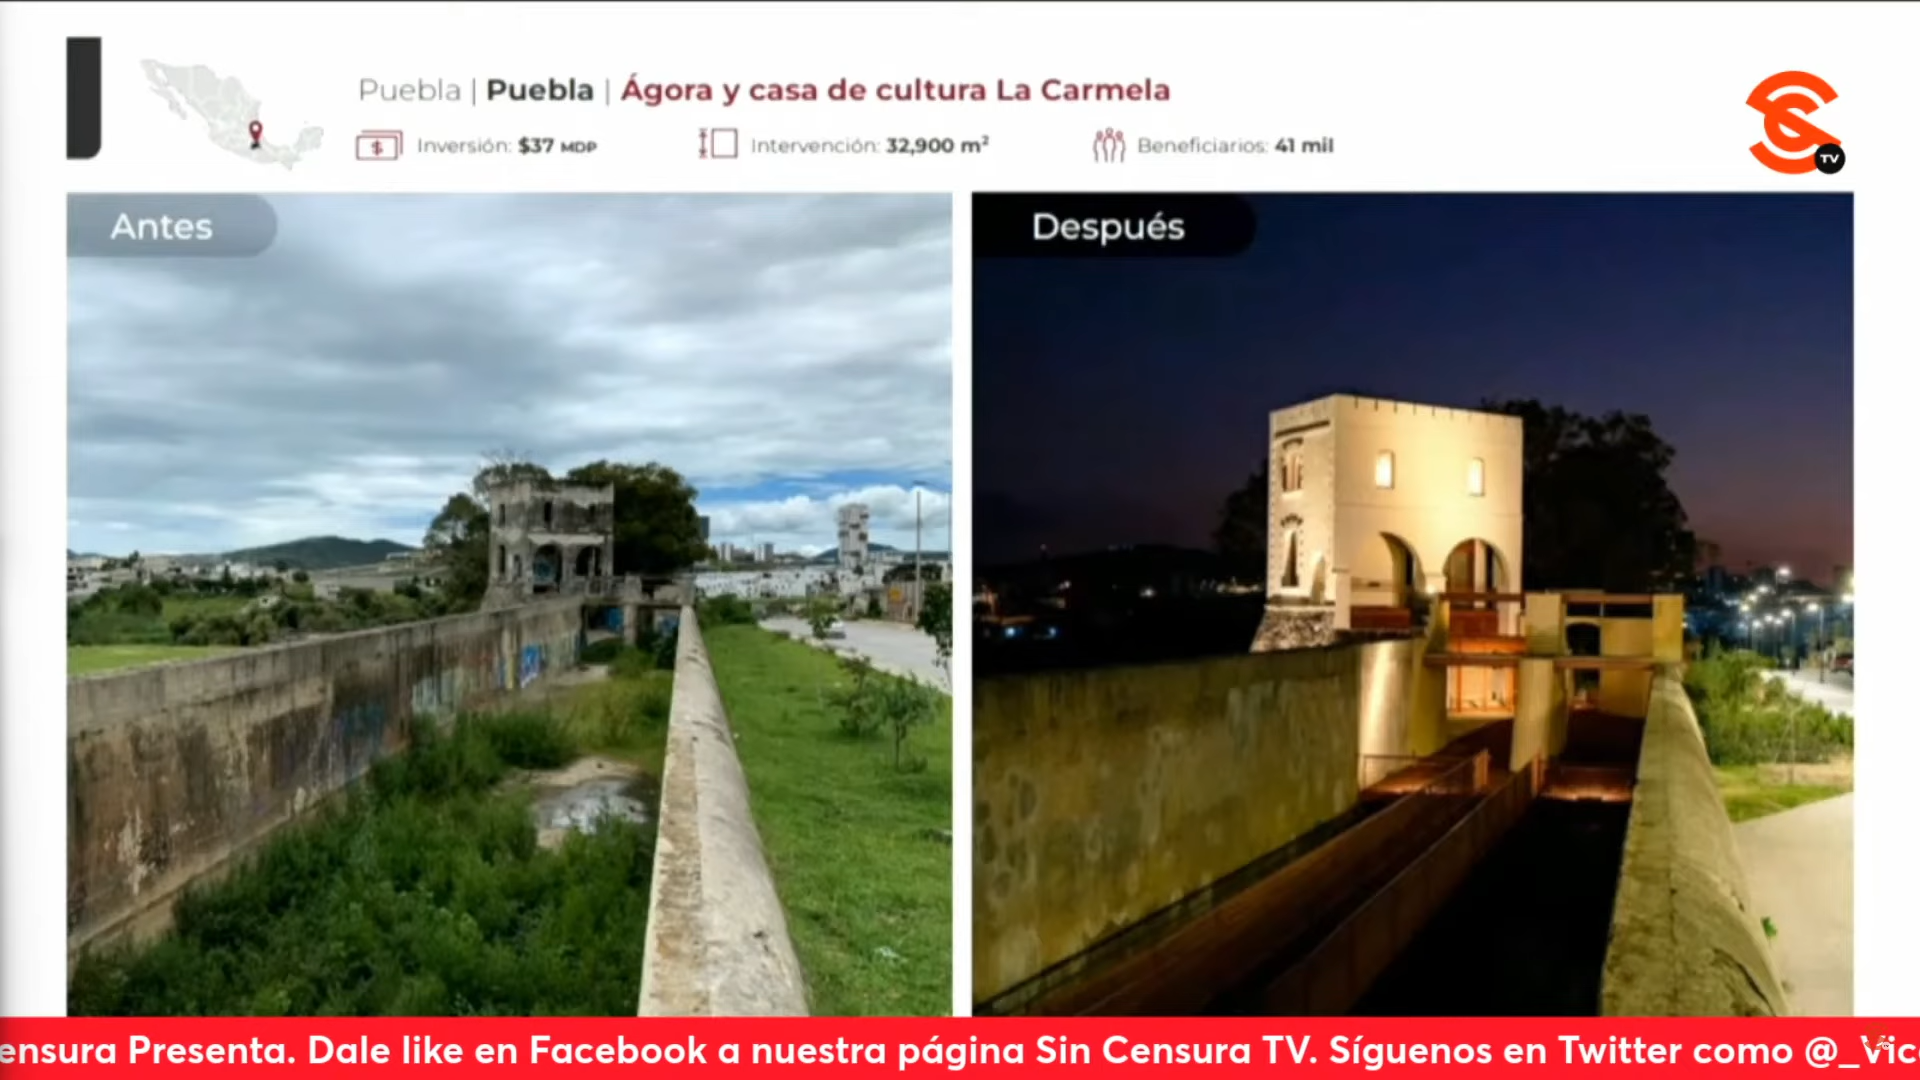 Puebla | Puebla | Ágora y casa de cultura La Carmela
Inversión: $37 MDP
Intervención: 32,900 m²
Beneficiarios: 41 mil
TV
Antes
Después
ensura Presenta. Dale like en Facebook a nuestra página Sin Censura TV. Síguenos en Twitter como @_Vic